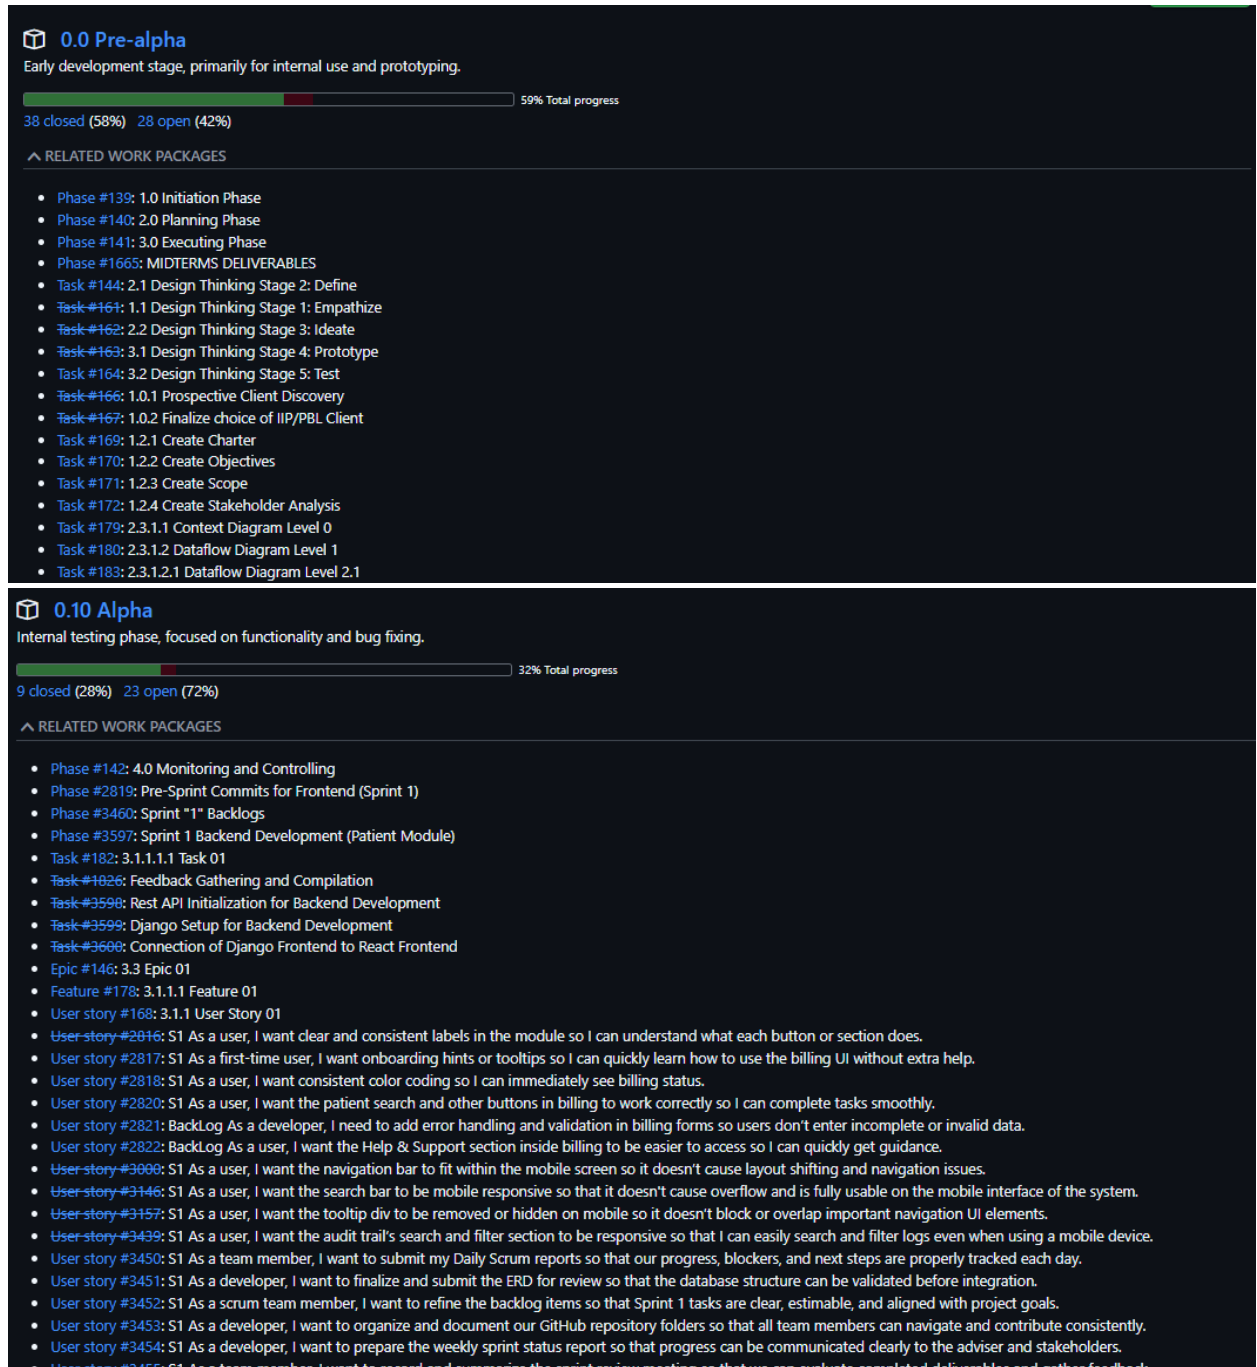 0.0 Pre-alpha
Early development stage, primarily for internal use and prototyping.
59% Total progress
38 closed (58%) 28 open (42%)
RELATED WORK PACKAGES
Phase #139: 1.0 Initiation Phase
Phase #140: 2.0 Planning Phase
Phase #141: 3.0 Executing Phase
Phase #1665: MIDTERMS DELIVERABLES
Task #144: 2.1 Design Thinking Stage 2: Define
Task #161: 1.1 Design Thinking Stage 1: Empathize
Task #162: 2.2 Design Thinking Stage 3: Ideate
Task #163: 3.1 Design Thinking Stage 4: Prototype
Task #164: 3.2 Design Thinking Stage 5: Test
Task #166: 1.0.1 Prospective Client Discovery
Task #167: 1.0.2 Finalize choice of IIP/PBL Client
Task #169: 1.2.1 Create Charter
Task #170: 1.2.2 Create Objectives
Task #171: 1.2.3 Create Scope
Task #172: 1.2.4 Create Stakeholder Analysis
Task #179: 2.3.1.1 Context Diagram Level 0
Task #180: 2.3.1.2 Dataflow Diagram Level 1
Task #183: 2.3.1.2.1 Dataflow Diagram Level 2.1
0.10 Alpha
Internal testing phase, focused on functionality and bug fixing.
32% Total progress
9 closed (28%) 23 open (72%)
RELATED WORK PACKAGES
Phase #142: 4.0 Monitoring and Controlling
Phase #2819: Pre-Sprint Commits for Frontend (Sprint 1)
Phase #3460: Sprint "1" Backlogs
Phase #3597: Sprint 1 Backend Development (Patient Module)
Task #182: 3.1.1.1.1 Task 01
Task #1826: Feedback Gathering and Compilation
Task #3598: Rest API Initialization for Backend Development
Task #3599: Django Setup for Backend Development
Task #3600: Connection of Django Frontend to React Frontend
Epic #146: 3.3 Epic 01
Feature #178: 3.1.1.1 Feature 01
User story #168: 3.1.1 User Story 01
User story #2816: S1 As a user, I want clear and consistent labels in the module so I can understand what each button or section does.
User story #2817: S1 As a first-time user, I want onboarding hints or tooltips so I can quickly learn how to use the billing UI without extra help.
User story #2818: S1 As a user, I want consistent color coding so I can immediately see billing status.
User story #2820: S1 As a user, I want the patient search and other buttons in billing to work correctly so I can complete tasks smoothly.
User story #2821: BackLog As a developer, I need to add error handling and validation in billing forms so users don't enter incomplete or invalid data.
User story #2822: BackLog As a user, I want the Help & Support section inside billing to be easier to access so I can quickly get guidance.
User story #3000: S1 As a user, I want the navigation bar to fit within the mobile screen so it doesn't cause layout shifting and navigation issues.
User story #3146: S1 As a user, I want the search bar to be mobile responsive so that it doesn't cause overflow and is fully usable on the mobile interface of the system.
User story #3157: S1 As a user, I want the tooltip div to be removed or hidden on mobile so it doesn't block or overlap important navigation UI elements.
User story #3439: S1 As a user, I want the audit trail's search and filter section to be responsive so that I can easily search and filter logs even when using a mobile device.
User story #3450: S1 As a team member, I want to submit my Daily Scrum reports so that our progress, blockers, and next steps are properly tracked each day.
User story #3451: S1 As a developer, I want to finalize and submit the ERD for review so that the database structure can be validated before integration.
User story #3452: S1 As a scrum team member, I want to refine the backlog items so that Sprint 1 tasks are clear, estimable, and aligned with project goals.
User story #3453: S1 As a developer, I want to organize and document our GitHub repository folders so that all team members can navigate and contribute consistently.
User story #3454: S1 As a developer, I want to prepare the weekly sprint status report so that progress can be communicated clearly to the adviser and stakeholders.
User story #3455: S1 As a team member, I want to record and summarize the sprint review meeting so that we can evaluate completed deliverables and gather feedback.